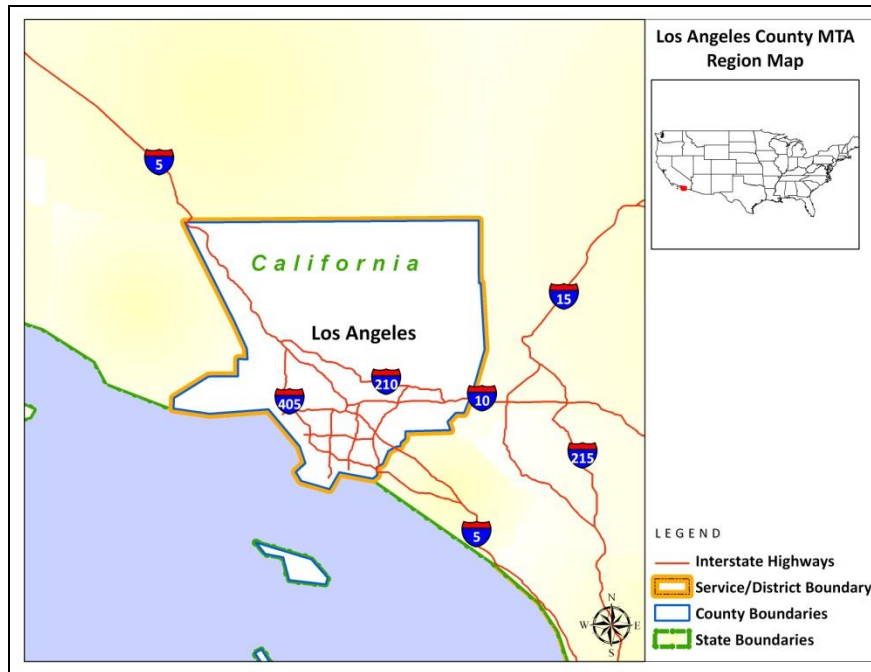 Los Angeles County MTA
Region Map
5
California
15
Los Angeles
210
405
10
215
5
LEGEND
Interstate Highways
Service/District Boundary
County Boundaries
State Boundaries
N
W
E
S